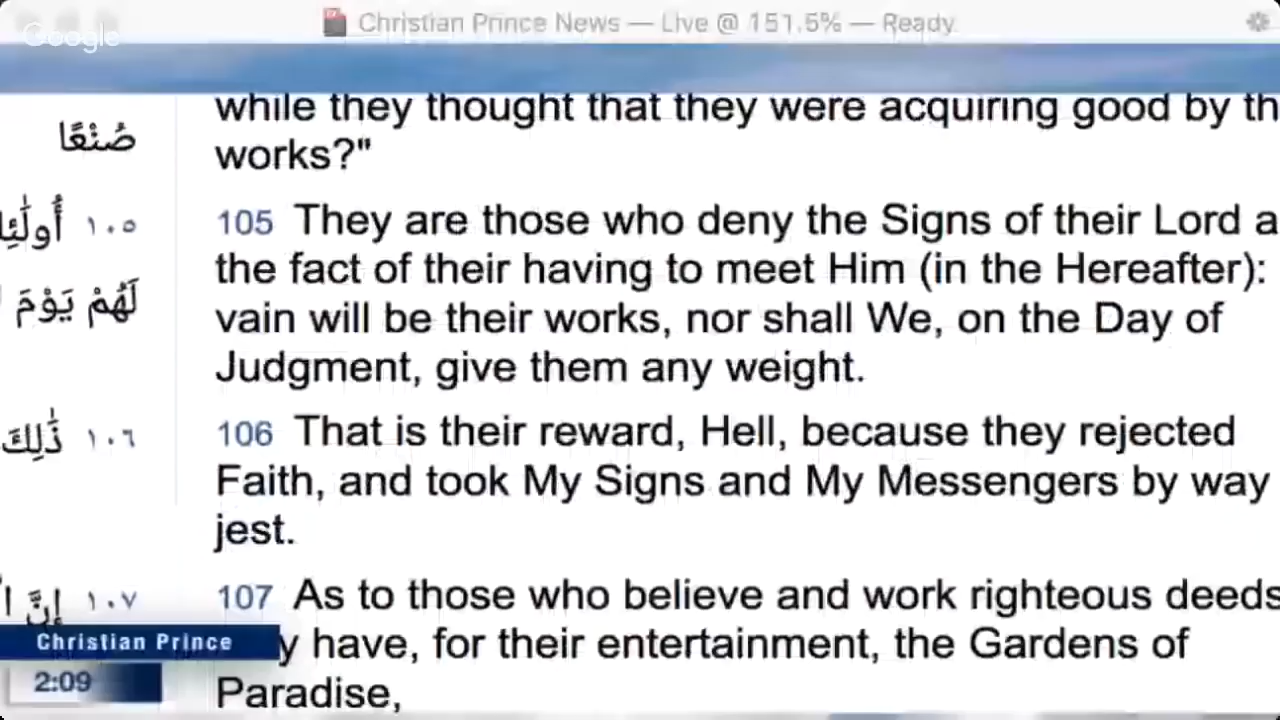 Christian Prince News — Live @ 151.5% — Ready
Google
while they thought that they were acquiring good by
صُنْعًا
works?"
١٠٥
105 They are those who deny the Signs of their Lord
the fact of their having to meet Him (in the Hereafter):
لَهُمْ يَوْمَ
vain will be their works, nor shall We, on the Day of
Judgment, give them any weight.
١٠٦ ذَٰلِكَ
106 That is their reward, Hell, because they rejected
Faith, and took My Signs and My Messengers by way
jest.
١٠٧ إِنَّ
107 As to those who believe and work righteous deeds
Christian Prince
have, for their entertainment, the Gardens of
2:09
Paradise,